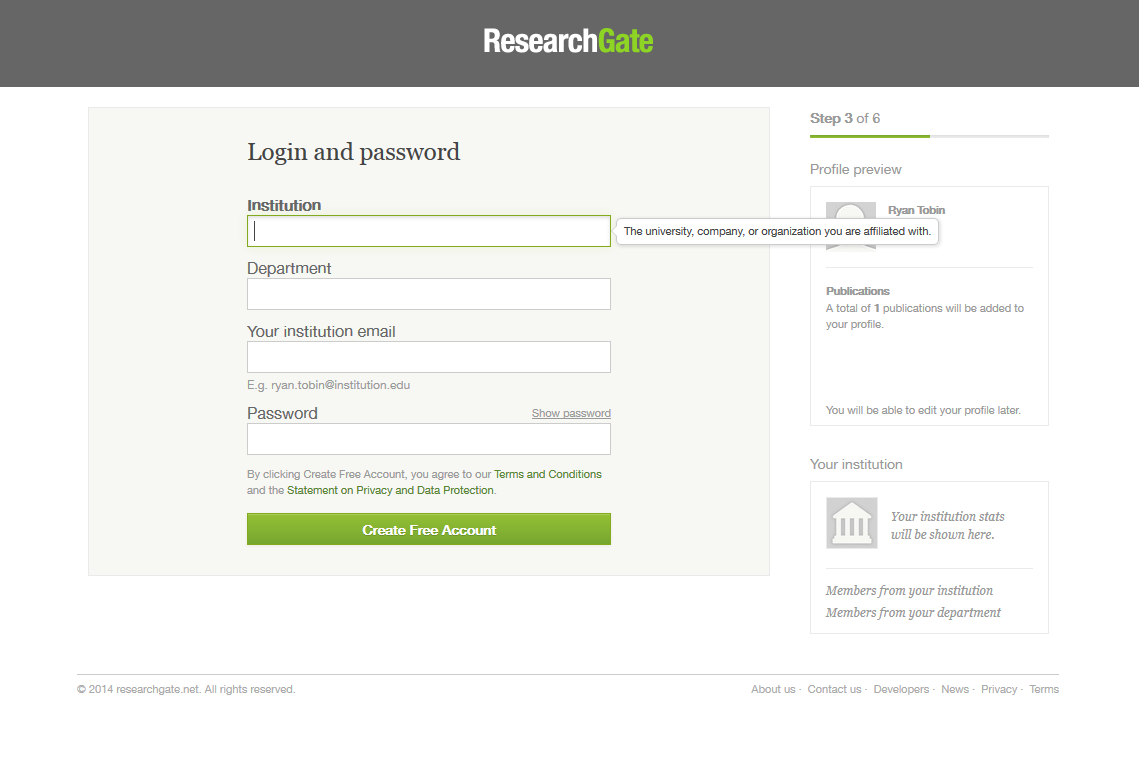 ResearchGate
Login and password
Institution
The university, company, or organization you are affiliated with.
Department
Your institution email
E.g. ryan.tobin@institution.edu
Password
Show password
By clicking Create Free Account, you agree to our Terms and Conditions
and the Statement on Privacy and Data Protection.
Create Free Account
Step 3 of 6
Profile preview
Ryan Tobin
Publications
A total of 1 publications will be added to
your profile.
You will be able to edit your profile later.
Your institution
Your institution stats
will be shown here.
Members from your institution
Members from your department
© 2014 researchgate.net. All rights reserved.
About us · Contact us · Developers · News · Privacy · Terms